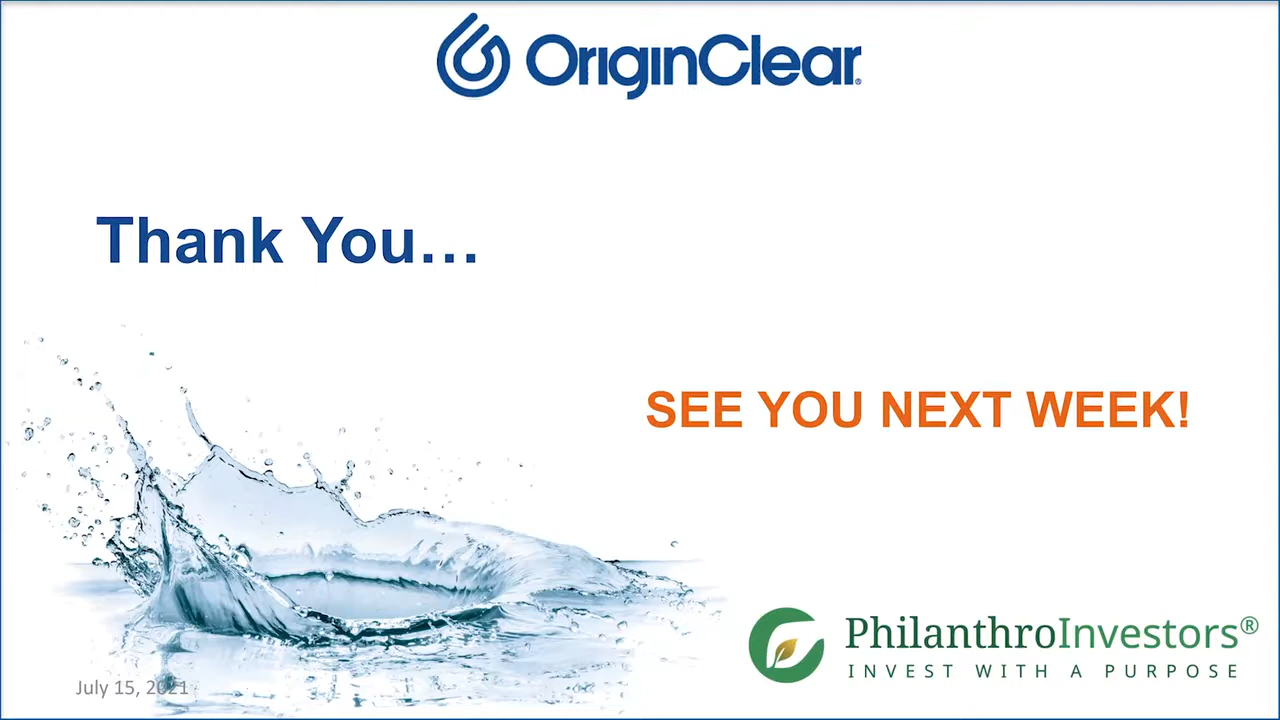 OriginClear®
Thank You…
SEE YOU NEXT WEEK!
PhilanthroInvestors®
INVEST WITH A PURPOSE
July 15, 2021